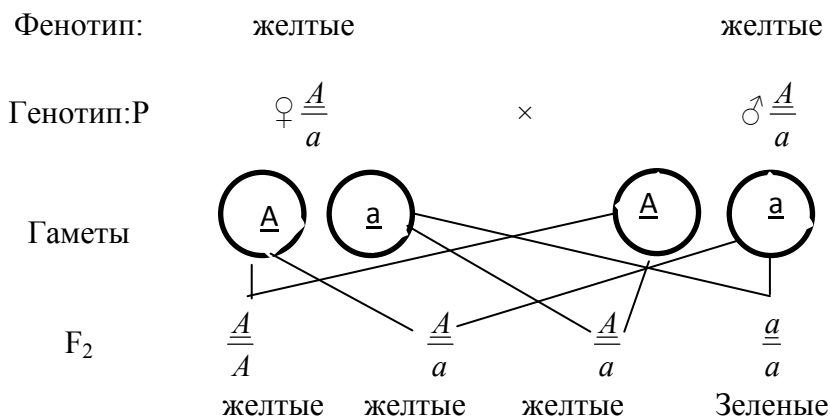 Фенотип: желтые желтые
Генотип:P ♀ A/a × ♂ A/a
Гаметы A a A a
F₂ A/A A/a A/a a/a
желтые желтые желтые Зеленые